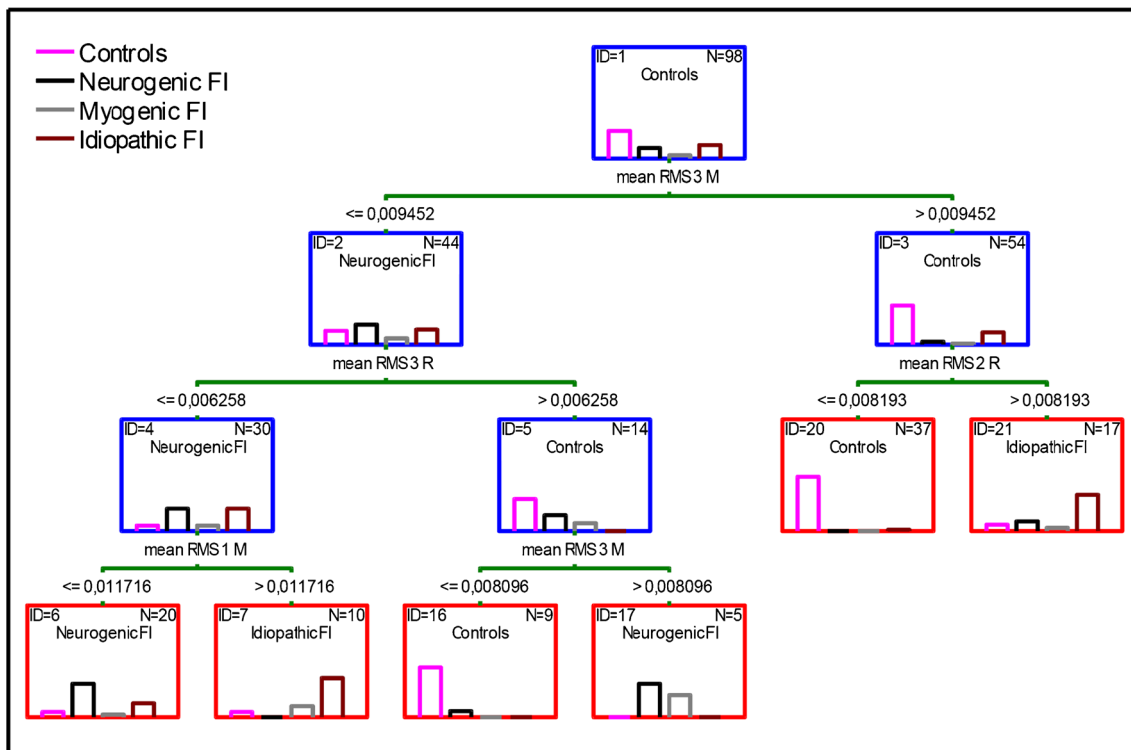 Controls
Neurogenic FI
Myogenic FI
Idiopathic FI
ID=1 N=98
Controls
mean RMS3 M
<= 0,009452 > 0,009452
ID=2 N=44
NeurogenicFI
ID=3 N=54
Controls
mean RMS3 R
mean RMS2 R
<= 0,006258 > 0,006258
<= 0,008193 > 0,008193
ID=4 N=30
NeurogenicFI
ID=5 N=14
Controls
ID=20 N=37
Controls
ID=21 N=17
IdiopathicFI
mean RMS1 M
mean RMS3 M
<= 0,011716 > 0,011716
<= 0,008096 > 0,008096
ID=6 N=20
NeurogenicFI
ID=7 N=10
IdiopathicFI
ID=16 N=9
Controls
ID=17 N=5
NeurogenicFI